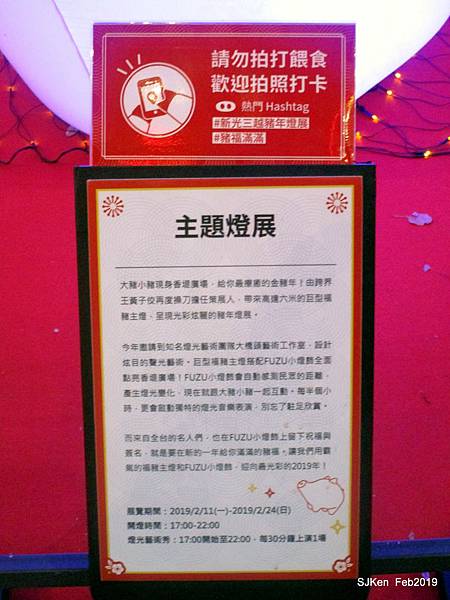 請勿拍打餵食
歡迎拍照打卡
熱門 Hashtag
#新光三越豬年燈展
#豬福滿滿
主題燈展
大豬小豬現身香堤廣場，給你最療癒的金豬年！由跨界
王黃子佼再度操刀擔任策展人，帶來高達六米的巨型福
豬主燈，呈現光彩炫麗的豬年燈展。
今年邀請到知名燈光藝術團隊大橋頭藝術工作室，設計
炫目的聲光藝術。巨型福豬主燈搭配FUZU小燈飾全面
點亮香堤廣場！FUZU小燈飾會自動感測民眾的距離，
產生燈光變化，現在就跟大豬小豬一起互動。每半個小
時，更會啟動獨特的燈光音樂表演，別忘了駐足欣賞。
而來自全台的名人們，也在FUZU小燈飾上留下祝福與
簽名，就是要在新的一年給你滿滿的豬福。讓我們用霸
氣的福豬主燈和FUZU小燈飾，迎向最光彩的2019年！
展覽期間：2019/2/11(一)-2019/2/24(日)
開燈時間：17:00-22:00
燈光藝術秀：17:00開始至22:00，每30分鐘上演1場
SJKen Feb2019